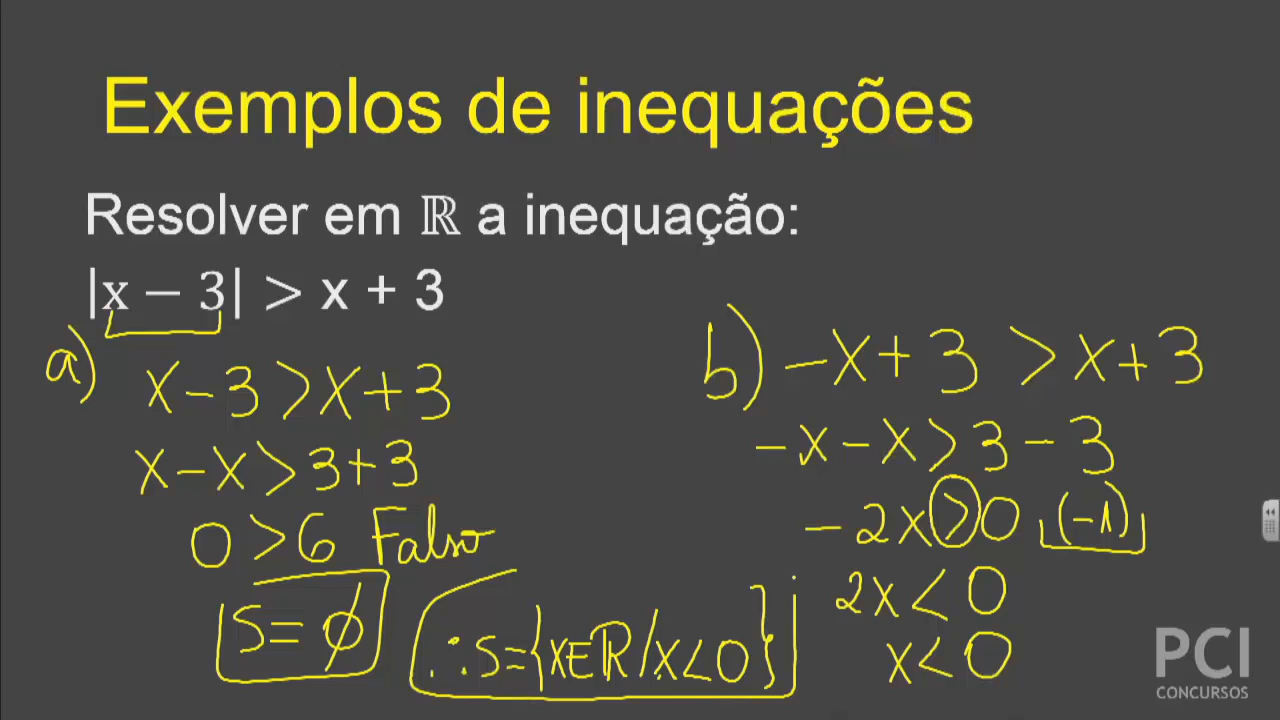 Exemplos de inequações
Resolver em ℝ a inequação:
|x − 3| > x + 3
a)
x-3>x+3
x-x>3+3
0>6 Falso
S=ϕ
∴S={x∈ℝ/x<0}
b) -x+3 >x+3
-x-x>3-3
-2x>0 (-1)
2x<0
x<0
PCI
CONCURSOS